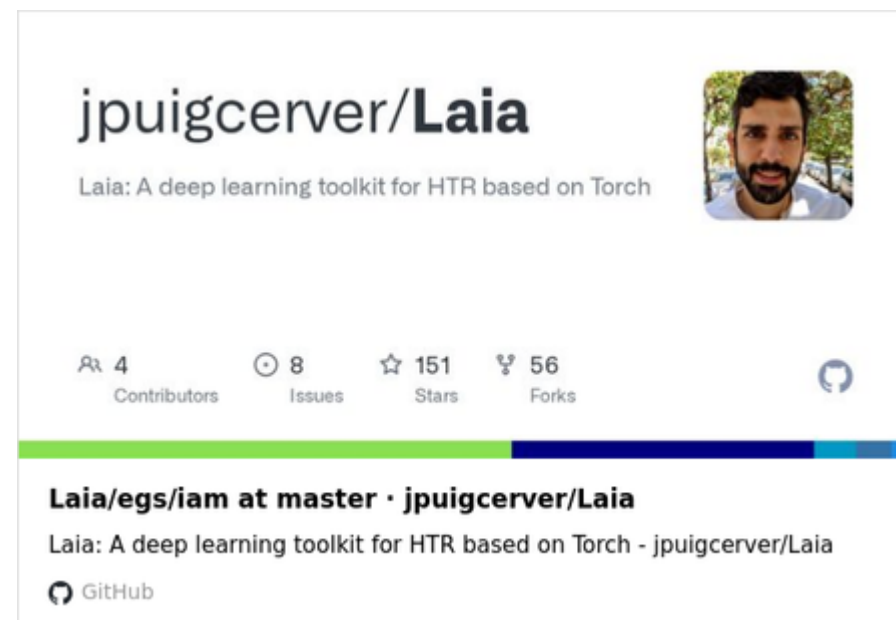 jpuigcerver/Laia
Laia: A deep learning toolkit for HTR based on Torch
4
Contributors
8
Issues
151
Stars
56
Forks
Laia/egs/iam at master · jpuigcerver/Laia
Laia: A deep learning toolkit for HTR based on Torch - jpuigcerver/Laia
GitHub